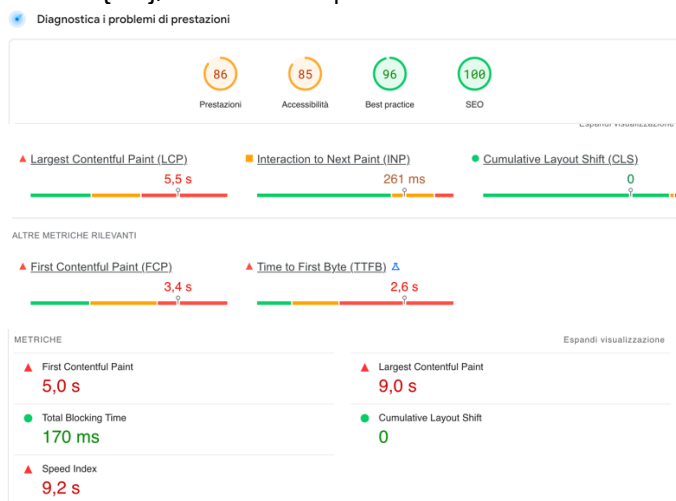 Diagnostica i problemi di prestazioni
86 85 96 100
Prestazioni Accessibilità Best practice SEO
Espandi visualizzazione
Largest Contentful Paint (LCP) Interaction to Next Paint (INP) Cumulative Layout Shift (CLS)
5,5 s 261 ms 0
ALTRE METRICHE RILEVANTI
First Contentful Paint (FCP) Time to First Byte (TTFB)
3,4 s 2,6 s
METRICHE Espandi visualizzazione
First Contentful Paint Largest Contentful Paint
5,0 s 9,0 s
Total Blocking Time Cumulative Layout Shift
170 ms 0
Speed Index
9,2 s